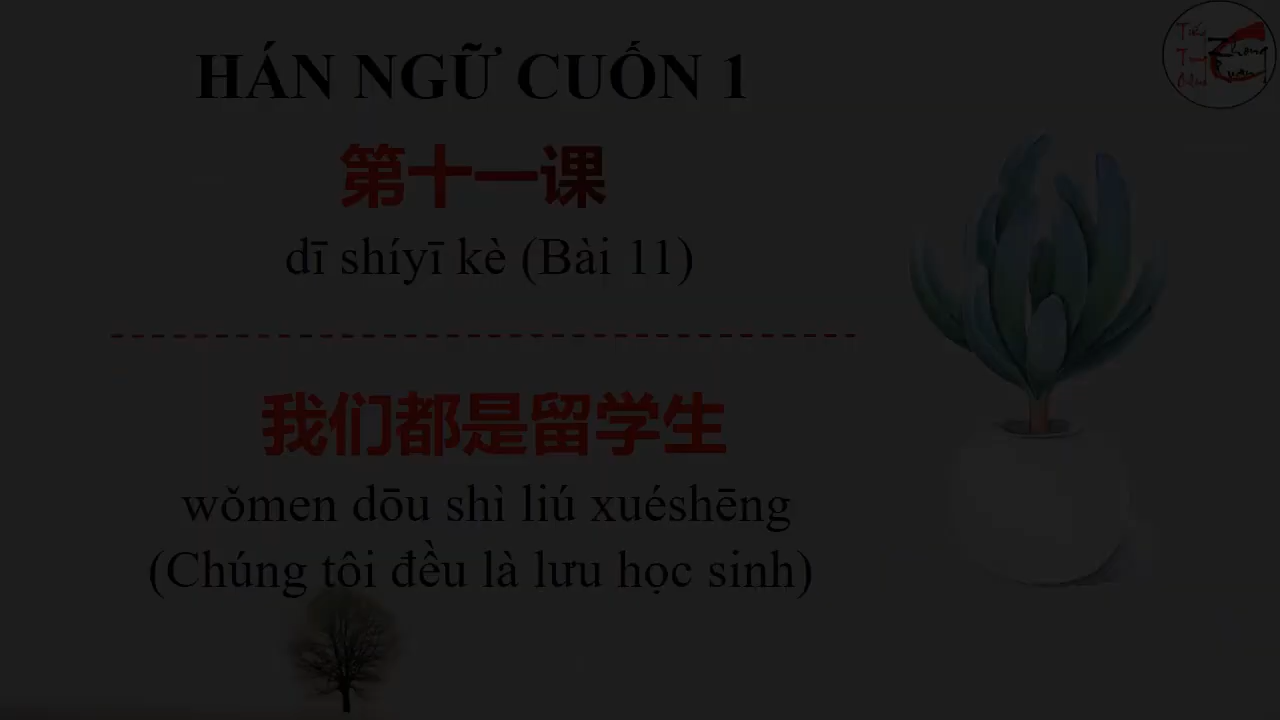 HÁN NGỮ CUỐN 1
第十一课
dī shíyī kè (Bài 11)
我们都是留学生
wǒmen dōu shì liú xuéshēng
(Chúng tôi đều là lưu học sinh)